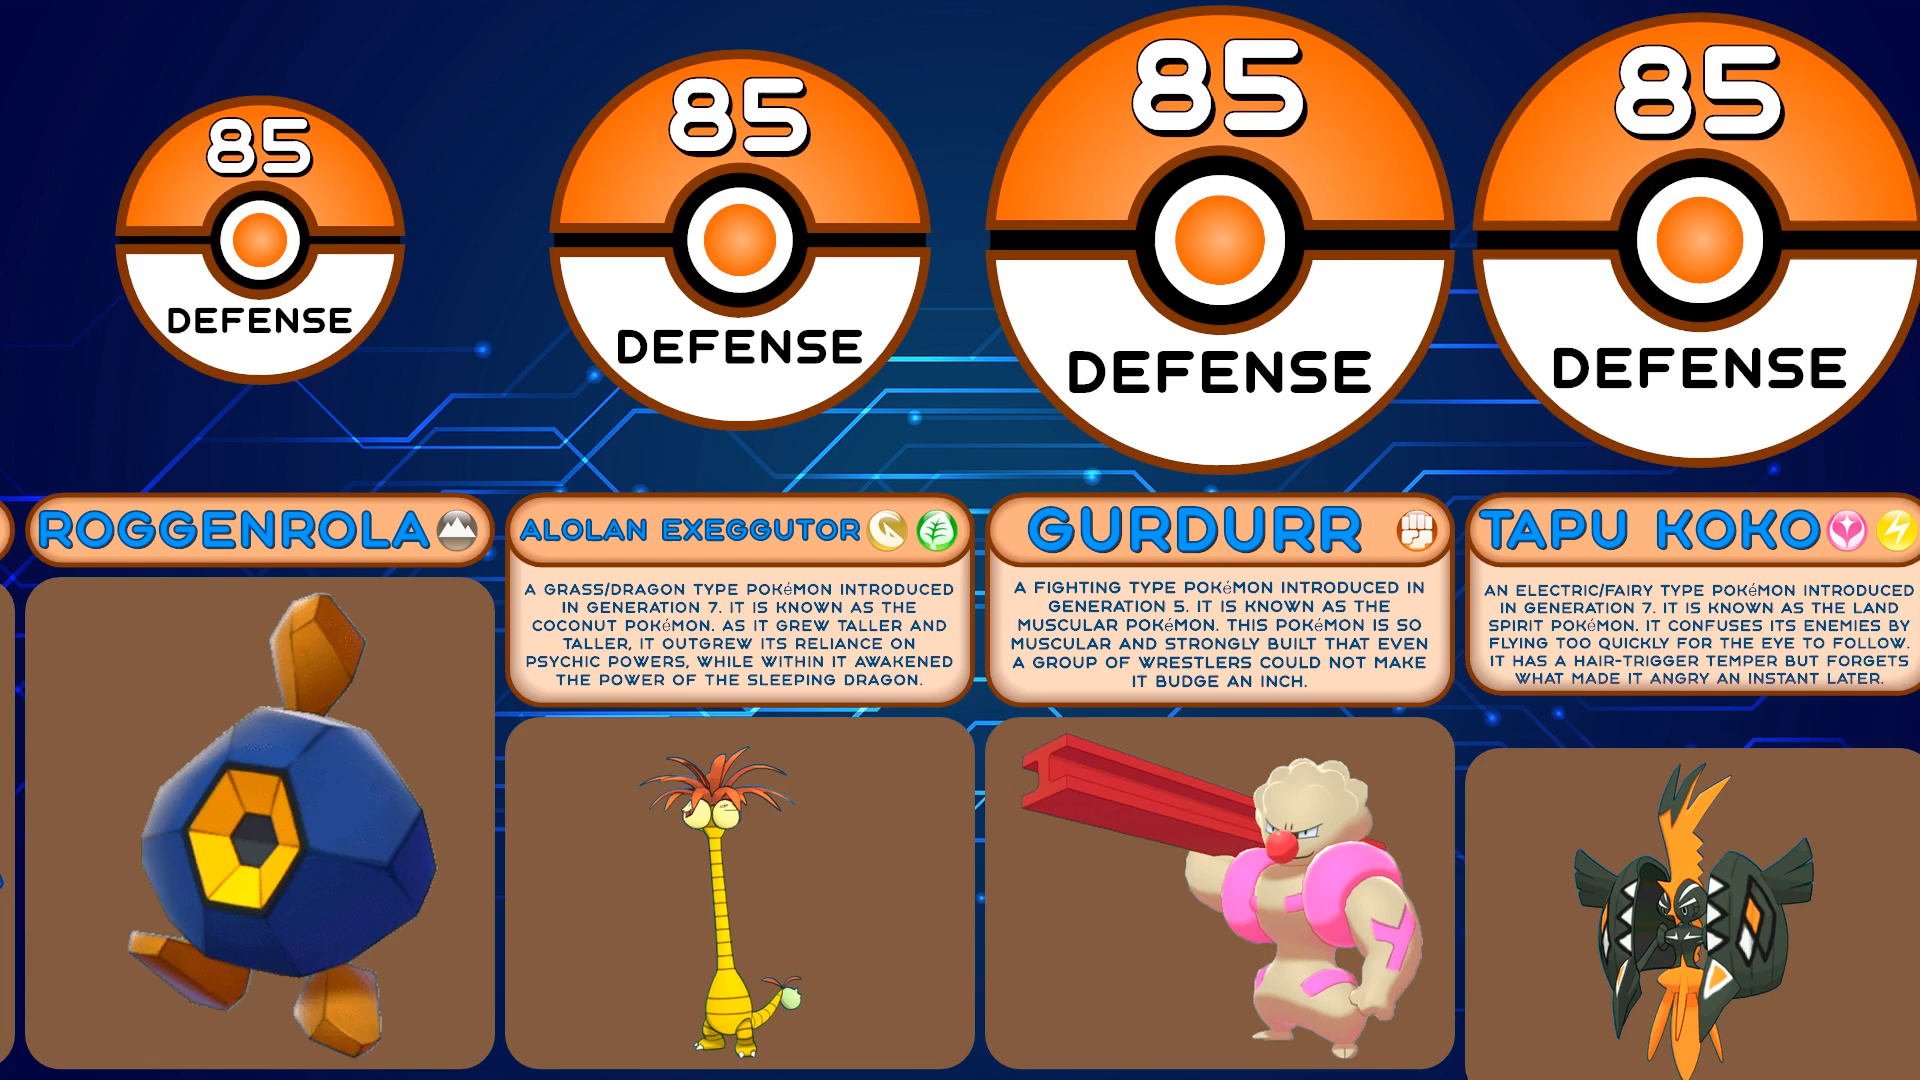 85
DEFENSE
ROGGENROLA
85
DEFENSE
ALOLAN EXEGGUTOR
A GRASS/DRAGON TYPE POKéMON INTRODUCED
IN GENERATION 7. IT IS KNOWN AS THE
COCONUT POKéMON. AS IT GREW TALLER AND
TALLER, IT OUTGREW ITS RELIANCE ON
PSYCHIC POWERS, WHILE WITHIN IT AWAKENED
THE POWER OF THE SLEEPING DRAGON.
85
DEFENSE
GURDURR
A FIGHTING TYPE POKéMON INTRODUCED IN
GENERATION 5. IT IS KNOWN AS THE
MUSCULAR POKéMON. THIS POKéMON IS SO
MUSCULAR AND STRONGLY BUILT THAT EVEN
A GROUP OF WRESTLERS COULD NOT MAKE
IT BUDGE AN INCH.
85
DEFENSE
TAPU KOKO
AN ELECTRIC/FAIRY TYPE POKéMON INTRODUCED
IN GENERATION 7. IT IS KNOWN AS THE LAND
SPIRIT POKéMON. IT CONFUSES ITS ENEMIES BY
FLYING TOO QUICKLY FOR THE EYE TO FOLLOW.
IT HAS A HAIR-TRIGGER TEMPER BUT FORGETS
WHAT MADE IT ANGRY AN INSTANT LATER.